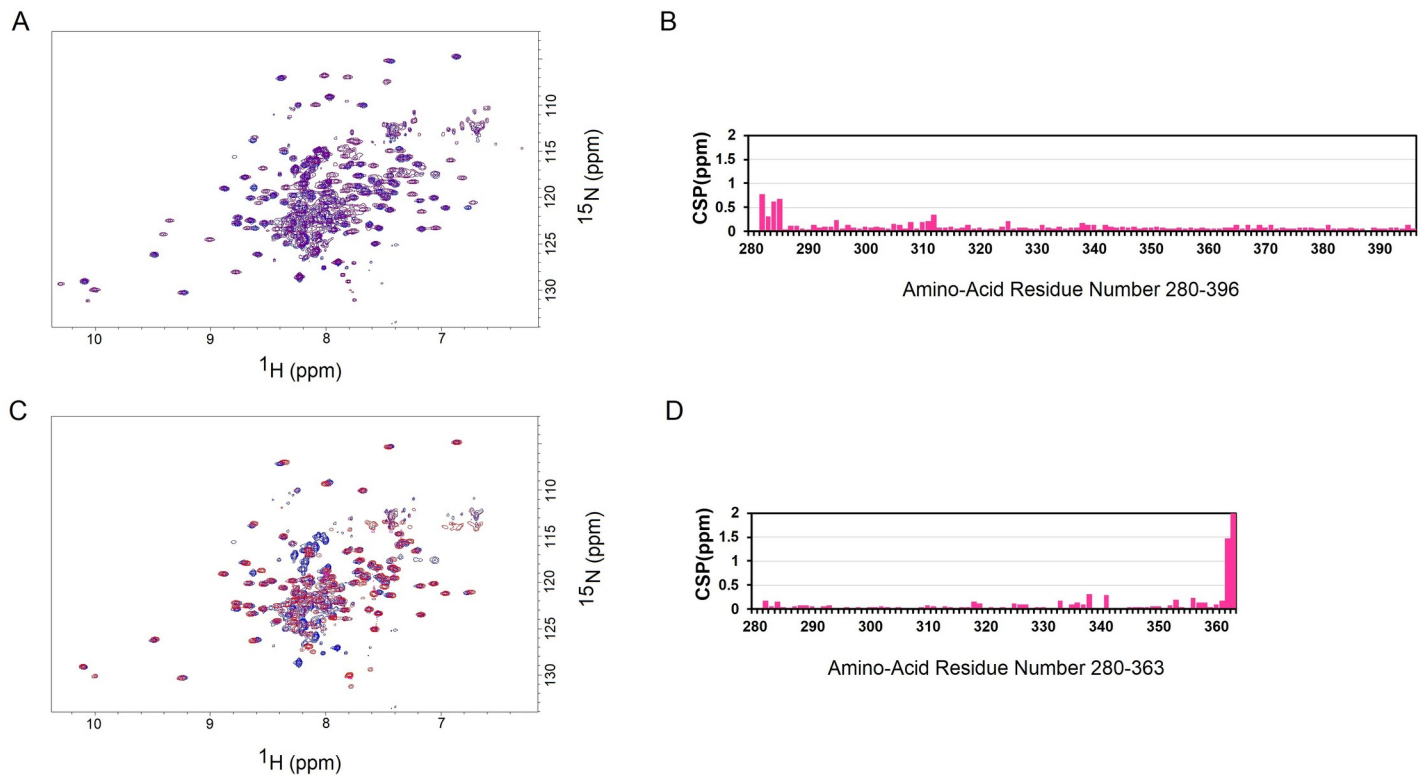 A
110
115
120
125
130
15N (ppm)
10
9
8
7
1H (ppm)
B
CSP(ppm)
2
1.5
1
0.5
0
280 290 300 310 320 330 340 350 360 370 380 390
Amino-Acid Residue Number 280-396
C
110
115
120
125
130
15N (ppm)
10
9
8
7
1H (ppm)
D
CSP(ppm)
2
1.5
1
0.5
0
280 290 300 310 320 330 340 350 360
Amino-Acid Residue Number 280-363